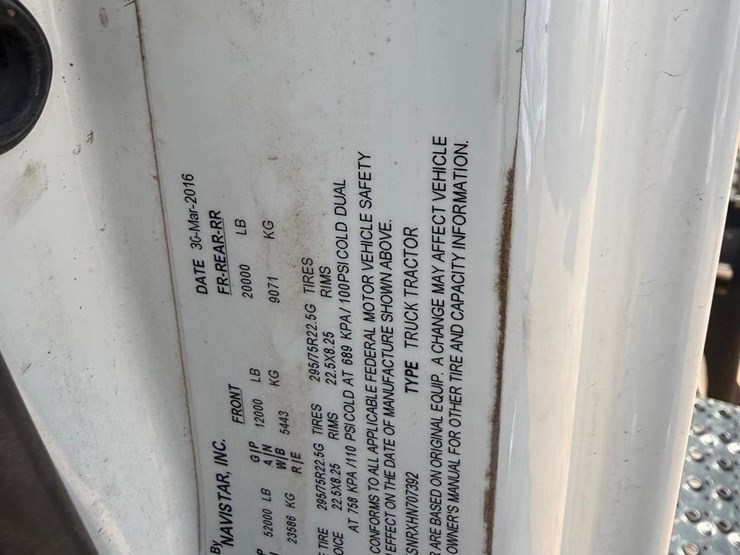 BY NAVISTAR, INC. DATE 30-Mar-2016
FRONT FR-REAR-RR
52000 LB G/P 12000 LB 20000 LB
A/N
23586 KG W/B 5443 KG 9071 KG
R/E
TIRE 295/75R22.5G TIRES 295/75R22.5G TIRES
22.5X8.25 RIMS 22.5X8.25 RIMS
AT 758 KPA /110 PSI COLD AT 689 KPA/ 100PSI COLD DUAL
CONFORMS TO ALL APPLICABLE FEDERAL MOTOR VEHICLE SAFETY
EFFECT ON THE DATE OF MANUFACTURE SHOWN ABOVE.
SMRXHN707392 TYPE TRUCK TRACTOR
ARE BASED ON ORIGINAL EQUIP. A CHANGE MAY AFFECT VEHICLE
OWNER'S MANUAL FOR OTHER TIRE AND CAPACITY INFORMATION.